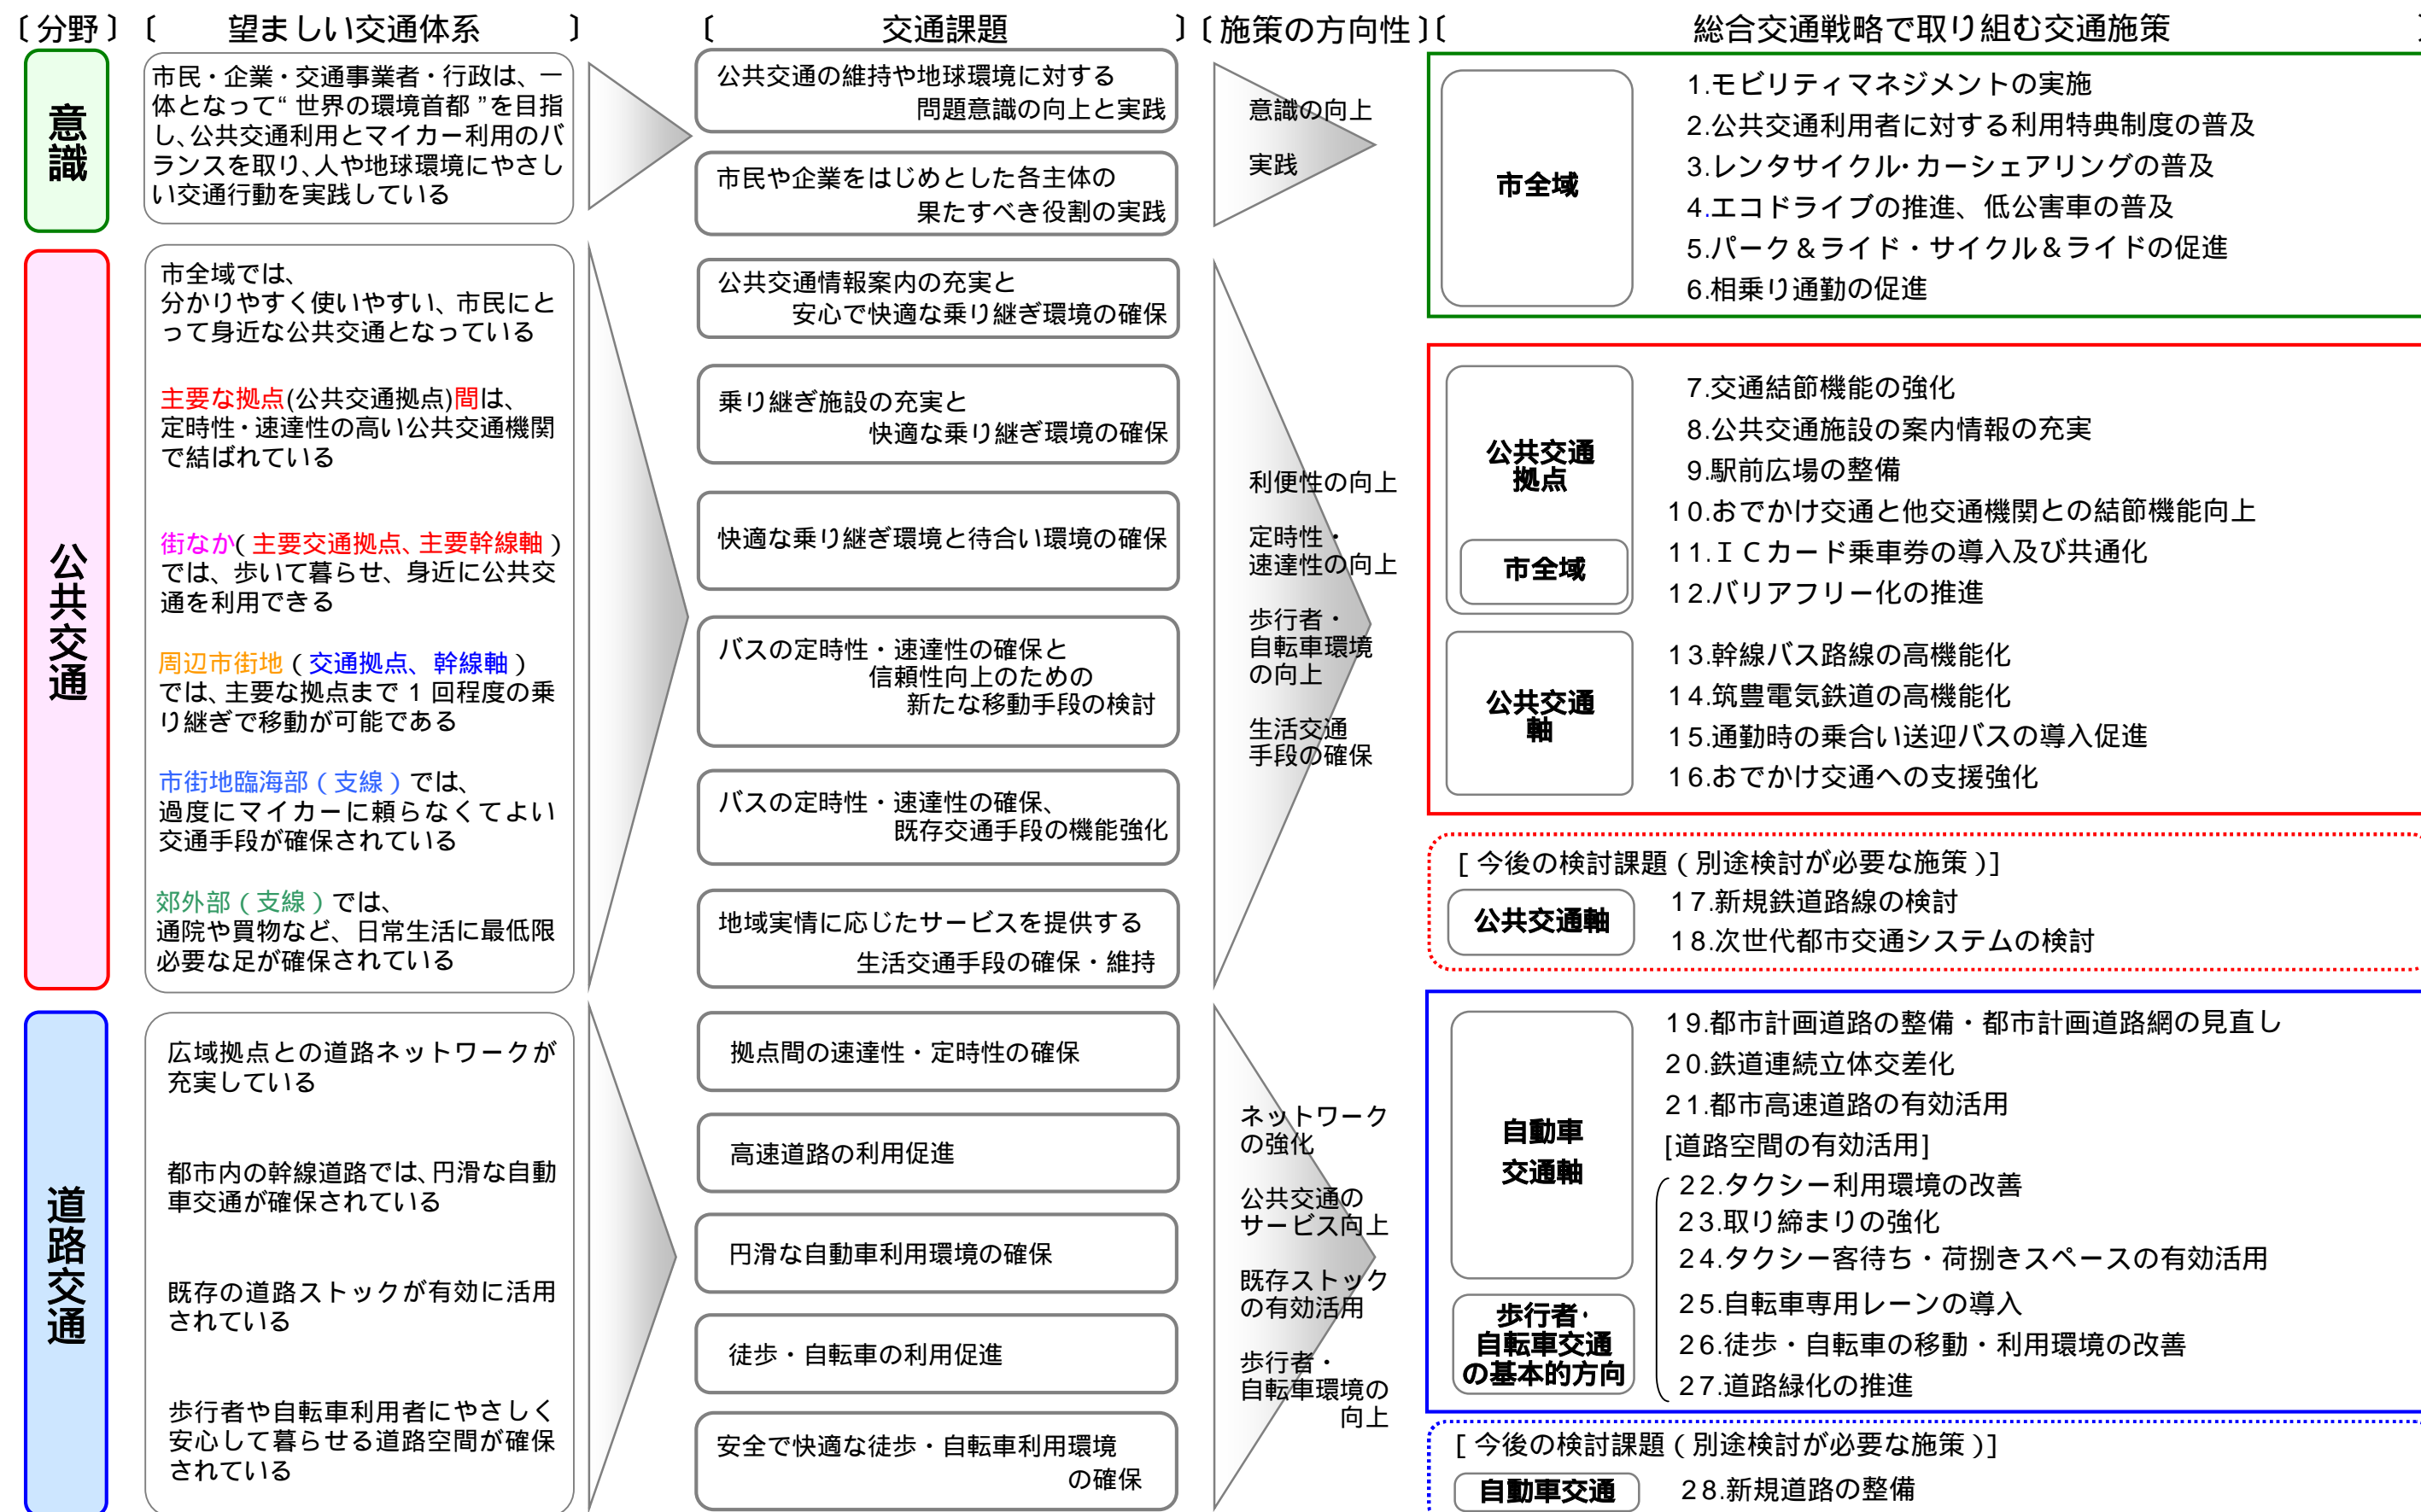 〔分野〕〔 望ましい交通体系 〕 〔 交通課題 〕〔施策の方向性〕〔 総合交通戦略で取り組む交通施策
意識
市民・企業・交通事業者・行政は、一
体となって“世界の環境首都”を目指
し、公共交通利用とマイカー利用のバ
ランスを取り、人や地球環境にやさし
い交通行動を実践している
公共交通の維持や地球環境に対する
問題意識の向上と実践
市民や企業をはじめとした各主体の
果たすべき役割の実践
意識の向上
実践
市全域
1.モビリティマネジメントの実施
2.公共交通利用者に対する利用特典制度の普及
3.レンタサイクル・カーシェアリングの普及
4.エコドライブの推進、低公害車の普及
5.パーク＆ライド・サイクル＆ライドの促進
6.相乗り通勤の促進
公共交通
市全域では、
分かりやすく使いやすい、市民にと
って身近な公共交通となっている
主要な拠点(公共交通拠点)間は、
定時性・速達性の高い公共交通機関
で結ばれている
街なか(主要交通拠点、主要幹線軸)
では、歩いて暮らせ、身近に公共交
通を利用できる
周辺市街地(交通拠点、幹線軸)
では、主要な拠点まで1回程度の乗
り継ぎで移動が可能である
市街地臨海部(支線)では、
過度にマイカーに頼らなくてよい
交通手段が確保されている
郊外部(支線)では、
通院や買物など、日常生活に最低限
必要な足が確保されている
公共交通情報案内の充実と
安心で快適な乗り継ぎ環境の確保
乗り継ぎ施設の充実と
快適な乗り継ぎ環境の確保
快適な乗り継ぎ環境と待合い環境の確保
バスの定時性・速達性の確保と
信頼性向上のための
新たな移動手段の検討
バスの定時性・速達性の確保、
既存交通手段の機能強化
地域実情に応じたサービスを提供する
生活交通手段の確保・維持
利便性の向上
定時性・
速達性の向上
歩行者・
自転車環境
の向上
生活交通
手段の確保
公共交通
拠点
市全域
7.交通結節機能の強化
8.公共交通施設の案内情報の充実
9.駅前広場の整備
10.おでかけ交通と他交通機関との結節機能向上
11.ＩＣカード乗車券の導入及び共通化
12.バリアフリー化の推進
公共交通
軸
13.幹線バス路線の高機能化
14.筑豊電気鉄道の高機能化
15.通勤時の乗合い送迎バスの導入促進
16.おでかけ交通への支援強化
[今後の検討課題(別途検討が必要な施策)]
公共交通軸
17.新規鉄道路線の検討
18.次世代都市交通システムの検討
道路交通
広域拠点との道路ネットワークが
充実している
都市内の幹線道路では、円滑な自動
車交通が確保されている
既存の道路ストックが有効に活用
されている
歩行者や自転車利用者にやさしく
安心して暮らせる道路空間が確保
されている
拠点間の速達性・定時性の確保
高速道路の利用促進
円滑な自動車利用環境の確保
徒歩・自転車の利用促進
安全で快適な徒歩・自転車利用環境
の確保
ネットワーク
の強化
公共交通の
サービス向上
既存ストック
の有効活用
歩行者・
自転車環境の
向上
自動車
交通軸
19.都市計画道路の整備・都市計画道路網の見直し
20.鉄道連続立体交差化
21.都市高速道路の有効活用
[道路空間の有効活用]
22.タクシー利用環境の改善
23.取り締まりの強化
24.タクシー客待ち・荷捌きスペースの有効活用
歩行者・
自転車交通
の基本的方向
25.自転車専用レーンの導入
26.徒歩・自転車の移動・利用環境の改善
27.道路緑化の推進
[今後の検討課題(別途検討が必要な施策)]
自動車交通
28.新規道路の整備